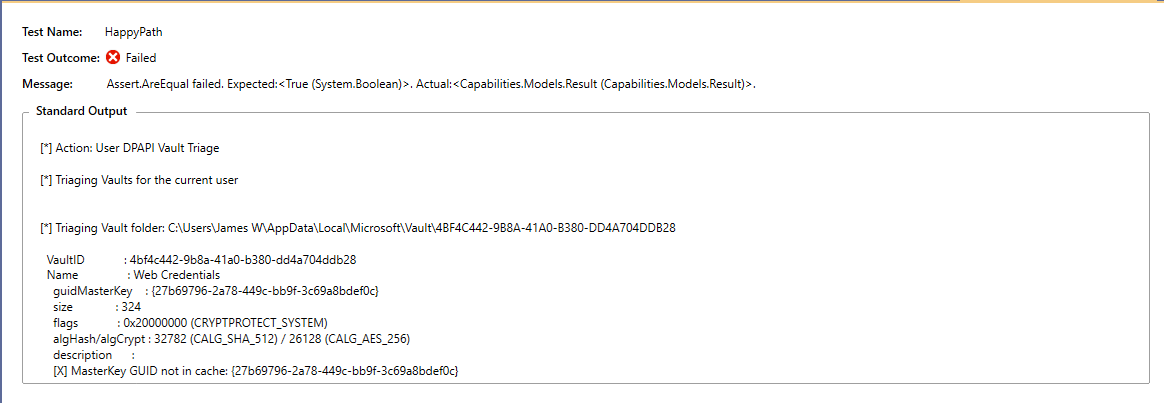 Test Name: HappyPath
Test Outcome: Failed
Message: Assert.AreEqual failed. Expected:<True (System.Boolean)>. Actual:<Capabilities.Models.Result (Capabilities.Models.Result)>.
Standard Output
[*] Action: User DPAPI Vault Triage
[*] Triaging Vaults for the current user
[*] Triaging Vault folder: C:\Users\James W\AppData\Local\Microsoft\Vault\4BF4C442-9B8A-41A0-B380-DD4A704DDB28
VaultID : 4bf4c442-9b8a-41a0-b380-dd4a704ddb28
Name : Web Credentials
guidMasterKey : {27b69796-2a78-449c-bb9f-3c69a8bdef0c}
size : 324
flags : 0x20000000 (CRYPTPROTECT_SYSTEM)
algHash/algCrypt : 32782 (CALG_SHA_512) / 26128 (CALG_AES_256)
description :
[X] MasterKey GUID not in cache: {27b69796-2a78-449c-bb9f-3c69a8bdef0c}